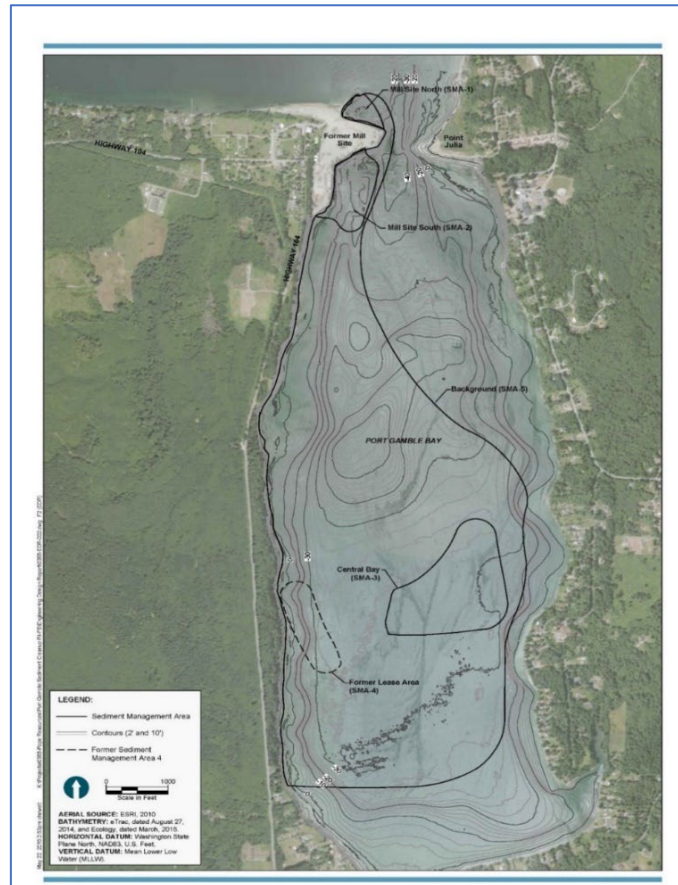 Mill Site North (SMA-1)
Former Mill
Site
Point
Julia
HIGHWAY 104
HIGHWAY 104
Mill Site South (SMA-2)
Background (SMA-5)
PORT GAMBLE BAY
Central Bay
(SMA-3)
Former Lease Area
(SMA-4)
LEGEND:
Sediment Management Area
Contours (2' and 10')
Former Sediment
Management Area 4
0 1000
Scale in Feet
AERIAL SOURCE: ESRI, 2010
BATHYMETRY: eTrac, dated August 27,
2014, and Ecology, dated March, 2015.
HORIZONTAL DATUM: Washington State
Plane North, NAD83, U.S. Feet.
VERTICAL DATUM: Mean Lower Low
Water (MLLW).